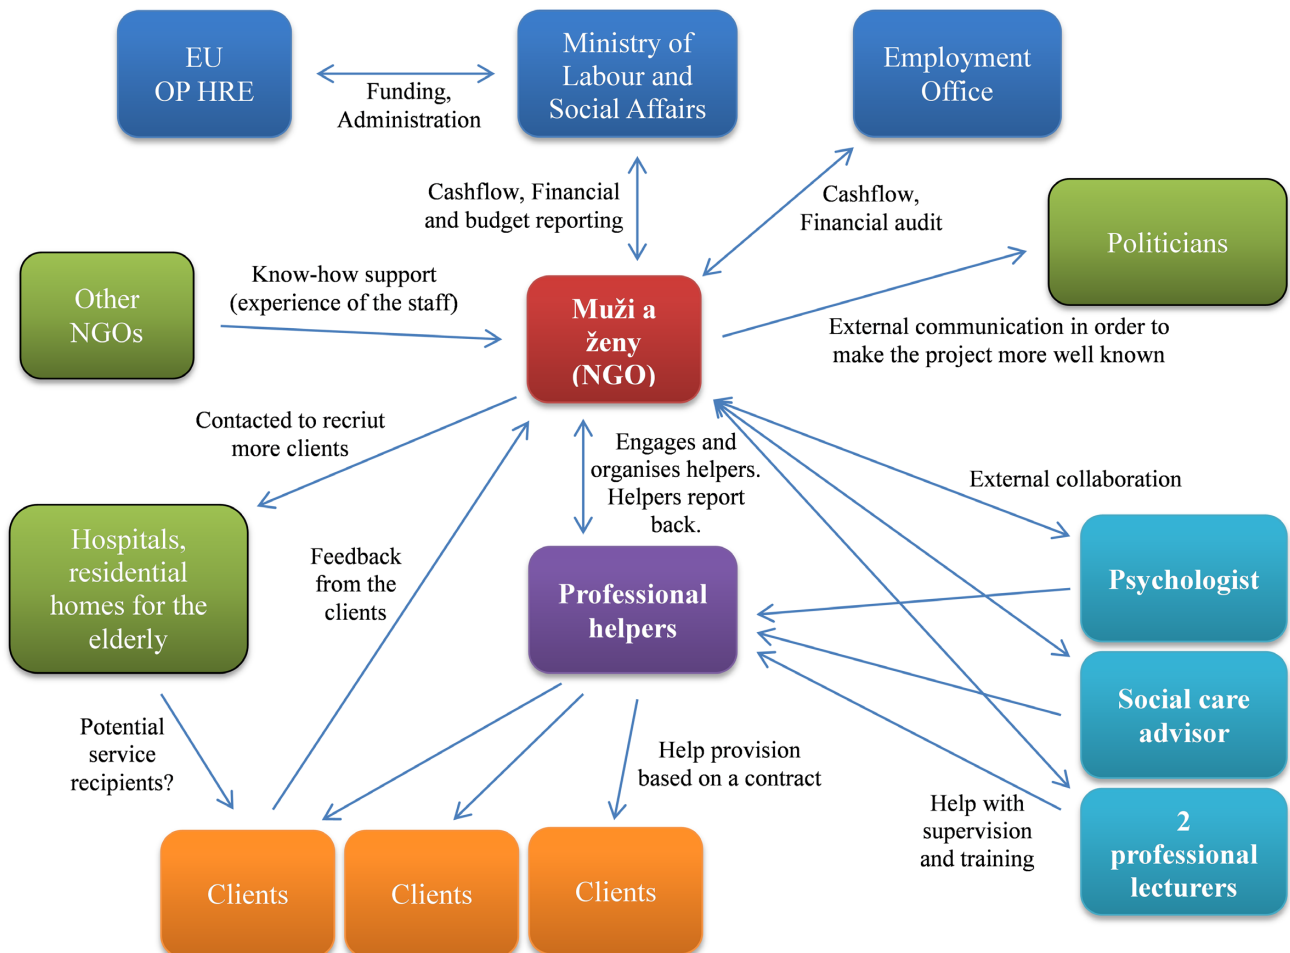 EU
OP HRE
Funding,
Administration
Ministry of
Labour and
Social Affairs
Employment
Office
Cashflow, Financial
and budget reporting
Cashflow,
Financial audit
Politicians
Other
NGOs
Know-how support
(experience of the staff)
Muži a
ženy
(NGO)
External communication in order to
make the project more well known
Contacted to recriut
more clients
Engages and
organises helpers.
Helpers report
back.
External collaboration
Hospitals,
residential
homes for the
elderly
Feedback
from the
clients
Professional
helpers
Psychologist
Social care
advisor
2
professional
lecturers
Potential
service
recipients?
Help provision
based on a contract
Help with
supervision
and training
Clients
Clients
Clients